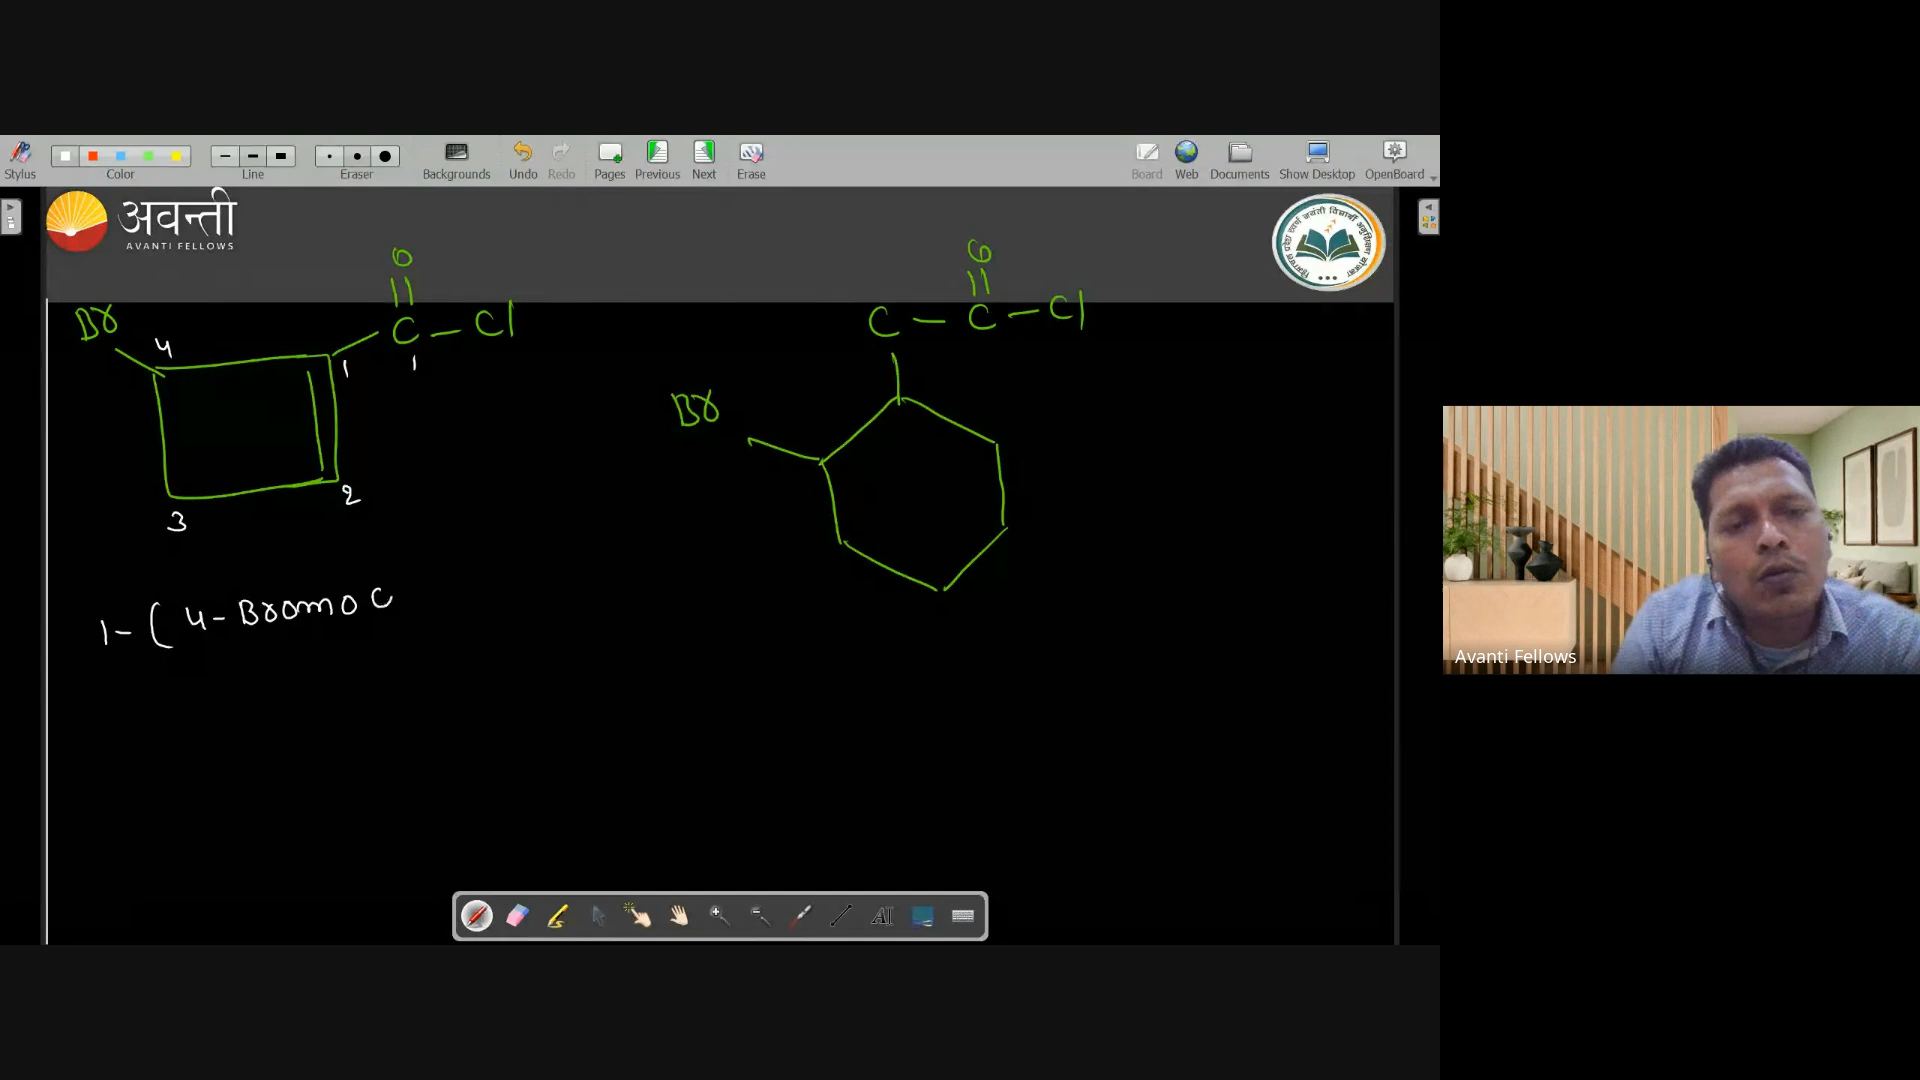 Stylus
Color
Line
Eraser
Backgrounds
Undo
Redo
Pages
Previous
Next
Erase
Board
Web
Documents
Show Desktop
OpenBoard
अवन्ती
AVANTI FELLOWS
O
Br
C - Cl
4
1
1
2
3
1-(4-Bromo C
O
C - C - Cl
Br
AI
Avanti Fellows